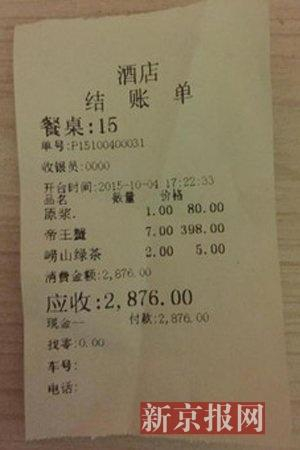 酒店
结 账 单
餐桌:15
单号:P15100400031
收银员:0000
开台时间:2015-10-04 17:22:33
品名 数量 价格
原浆. 1.00 80.00
帝王蟹 7.00 398.00
崂山绿茶 2.00 5.00
消费金额:2,876.00
应收:2,876.00
现金-- 付款:2,876.00
找零:0.00
车号:
电话:
新京报网